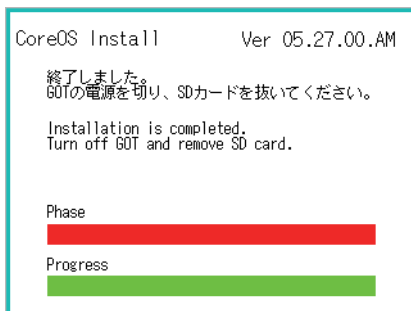 CoreOS Install Ver 05.27.00.AM
終了しました。
GOTの電源を切り、SDカードを抜いてください。
Installation is completed.
Turn off GOT and remove SD card.
Phase
Progress